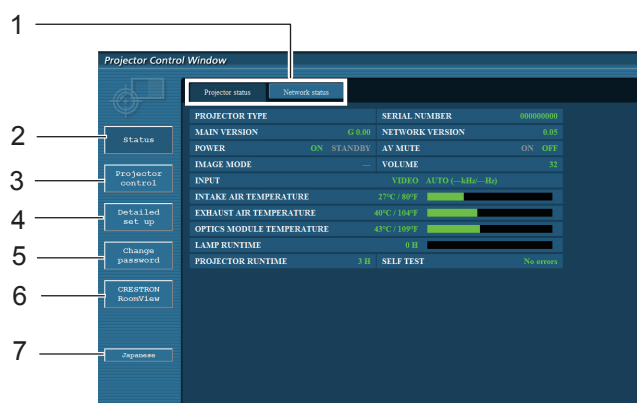 1
Projector Control Window
Projector status Network status
PROJECTOR TYPE SERIAL NUMBER 000000000
2 Status MAIN VERSION G 0.00 NETWORK VERSION 0.05
POWER ON STANDBY AV MUTE ON OFF
IMAGE MODE — VOLUME 32
3 Projector control
INPUT VIDEO AUTO (—kHz/—Hz)
INTAKE AIR TEMPERATURE 27°C / 80°F
4 Detailed set up
EXHAUST AIR TEMPERATURE 40°C / 104°F
OPTICS MODULE TEMPERATURE 43°C / 109°F
5 Change password
LAMP RUNTIME 0 H
PROJECTOR RUNTIME 3 H SELF TEST No errors
6 CRESTRON RoomView
7 Japanese